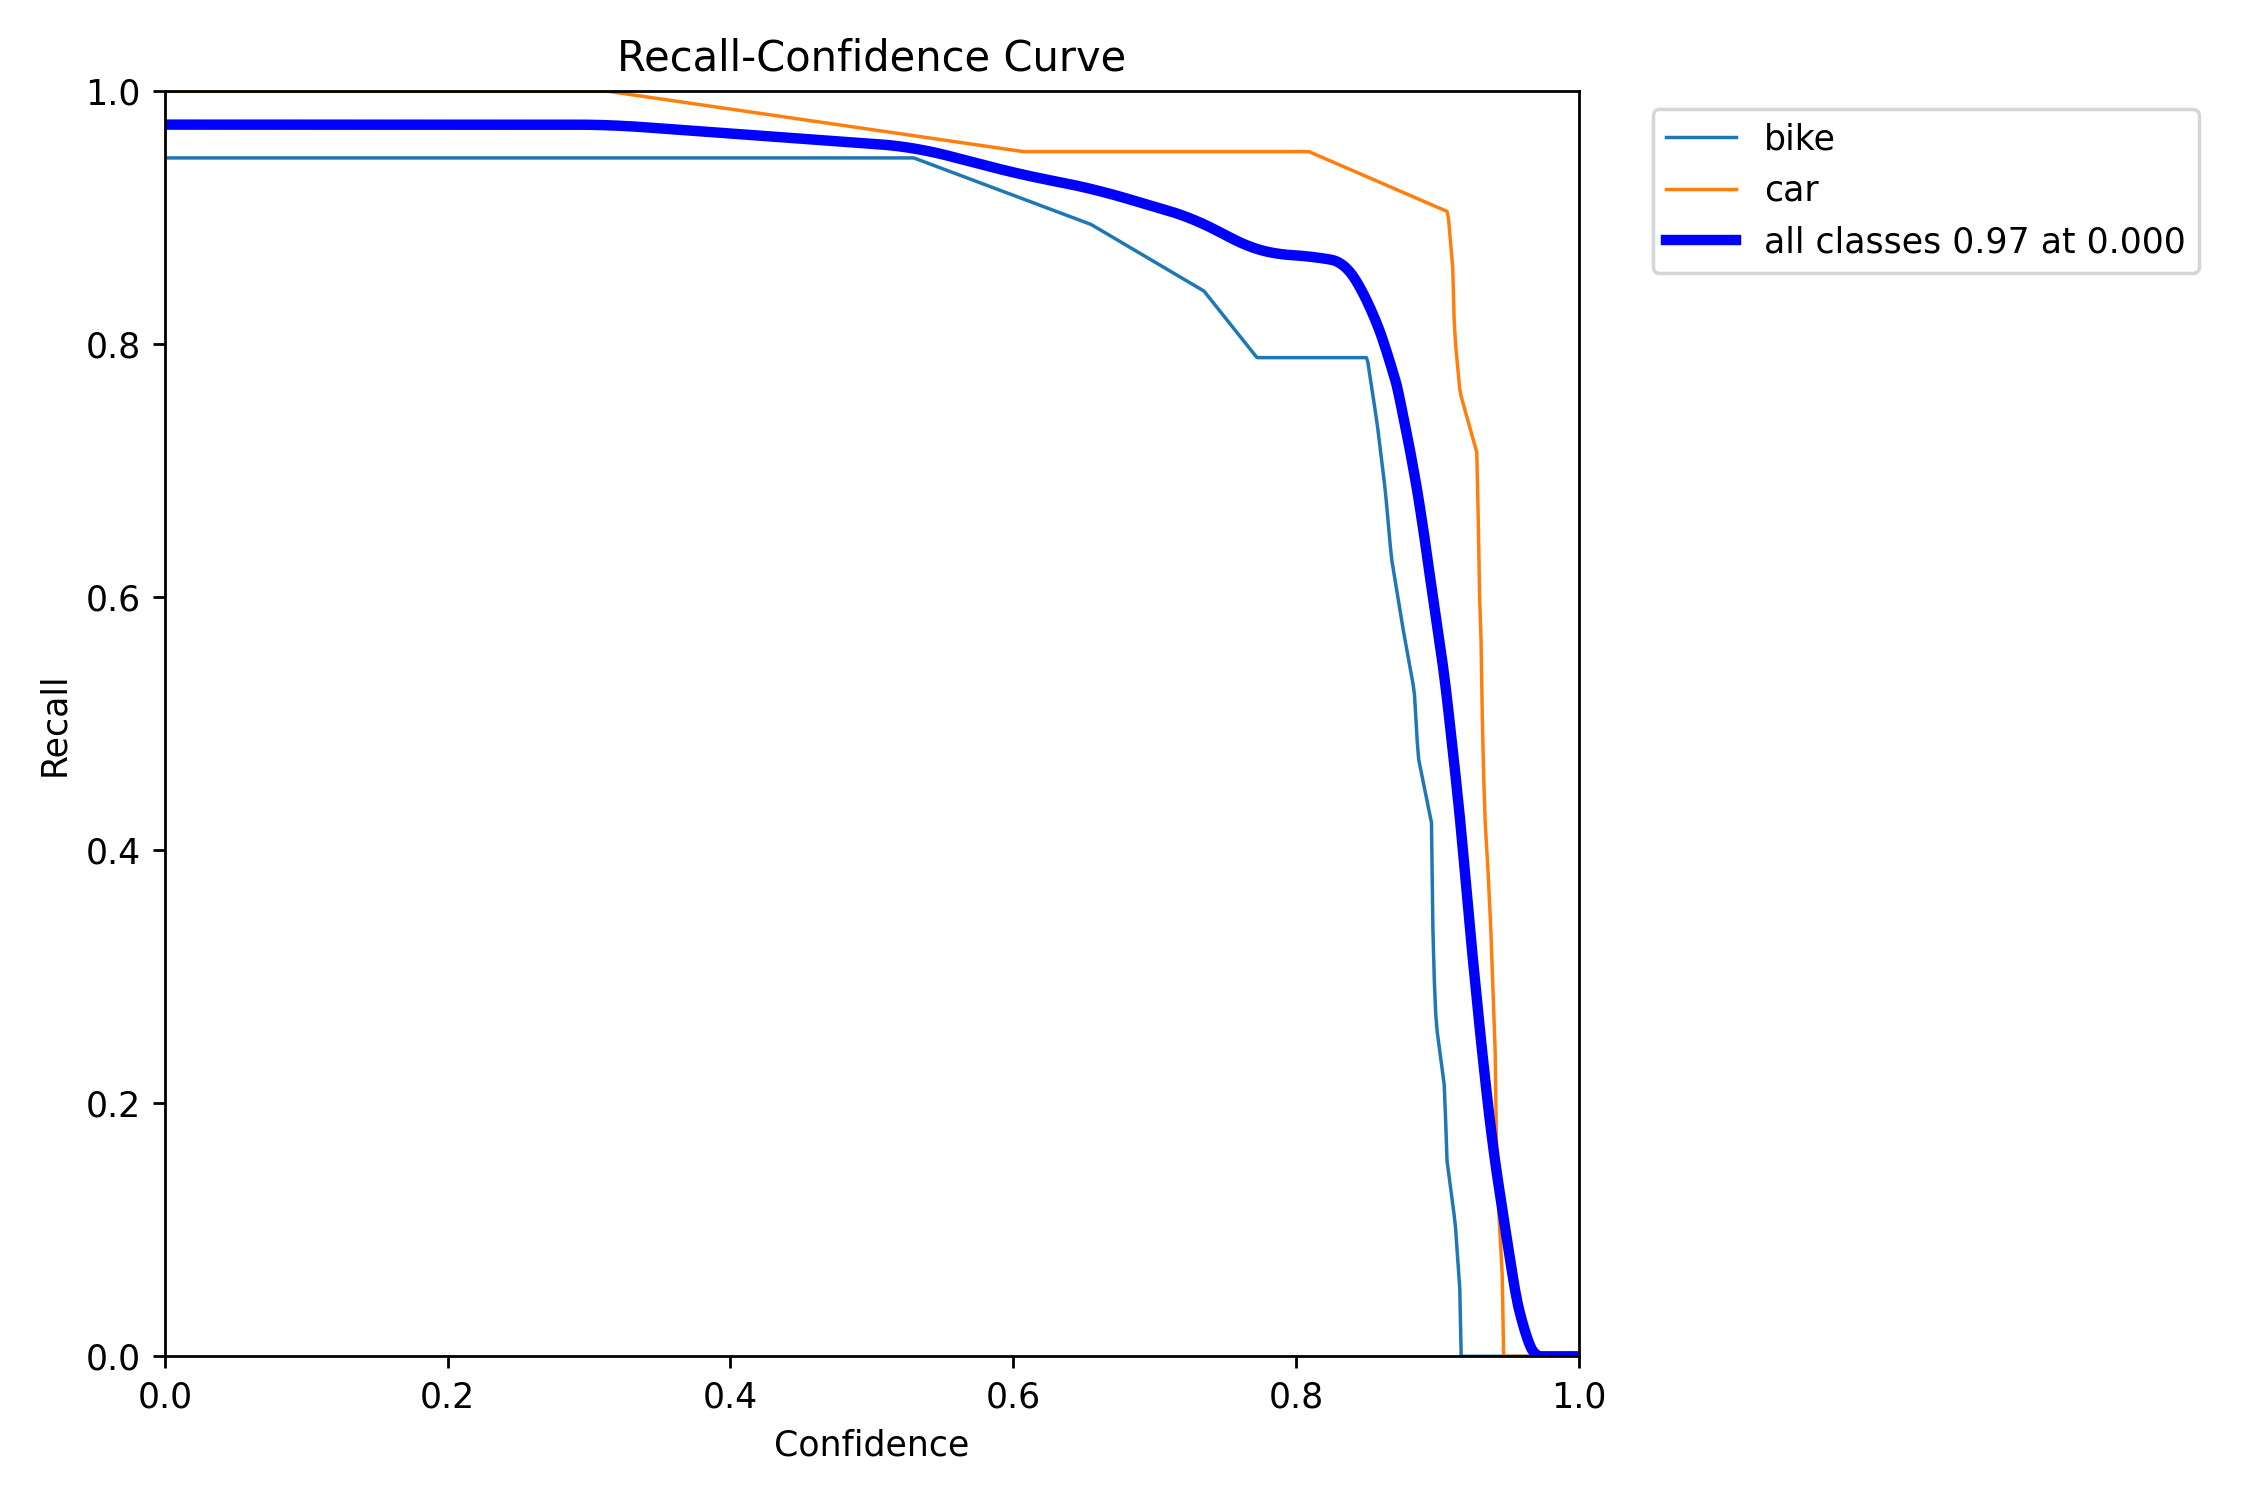 Recall-Confidence Curve
1.0
0.8
0.6
0.4
0.2
0.0
Recall
0.0 0.2 0.4 0.6 0.8 1.0
Confidence
bike
car
all classes 0.97 at 0.000